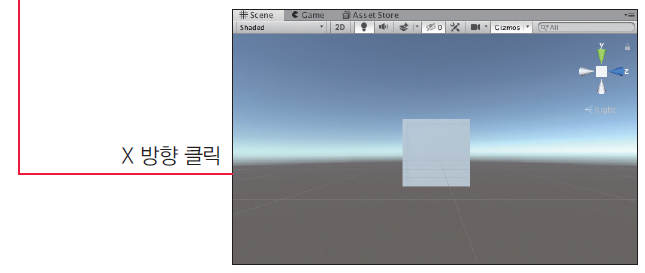 Scene Game Asset Store
Shaded 2D 0 Gizmos All
y
z
Right
X 방향 클릭